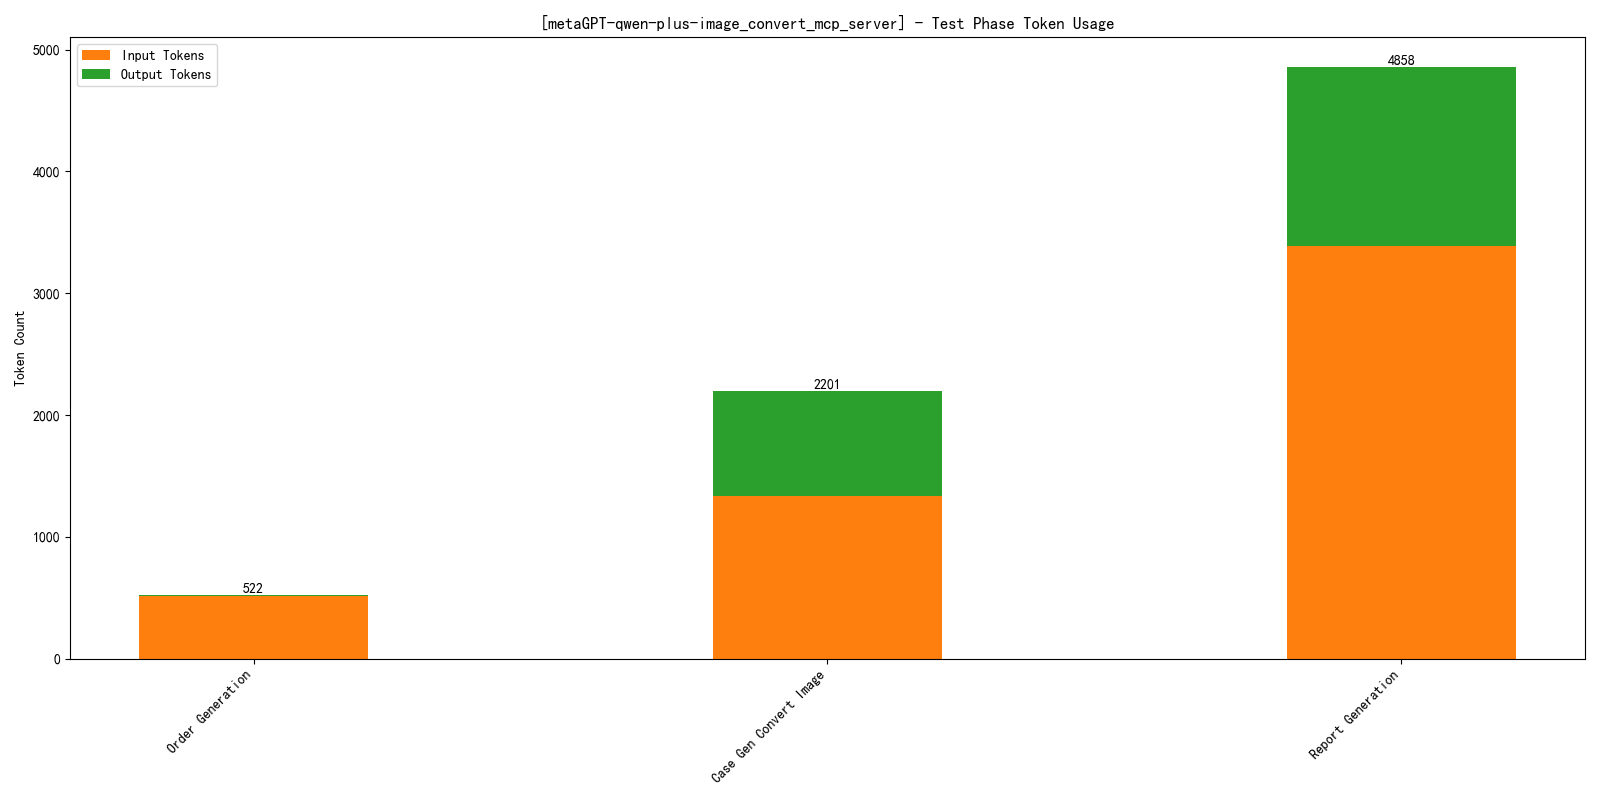 [metaGPT-qwen-plus-image_convert_mcp_server] - Test Phase Token Usage
Input Tokens
Output Tokens
Token Count
5000
4000
3000
2000
1000
0
522
2201
4858
Order Generation
Case Gen Convert Image
Report Generation